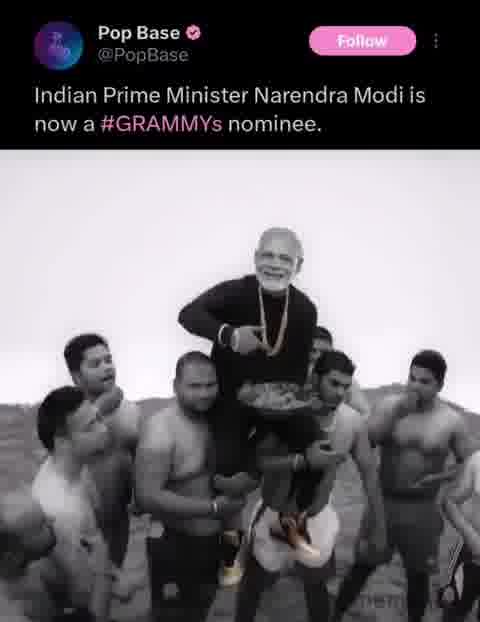 Pop Base
@PopBase
Follow
Indian Prime Minister Narendra Modi is
now a #GRAMMYs nominee.